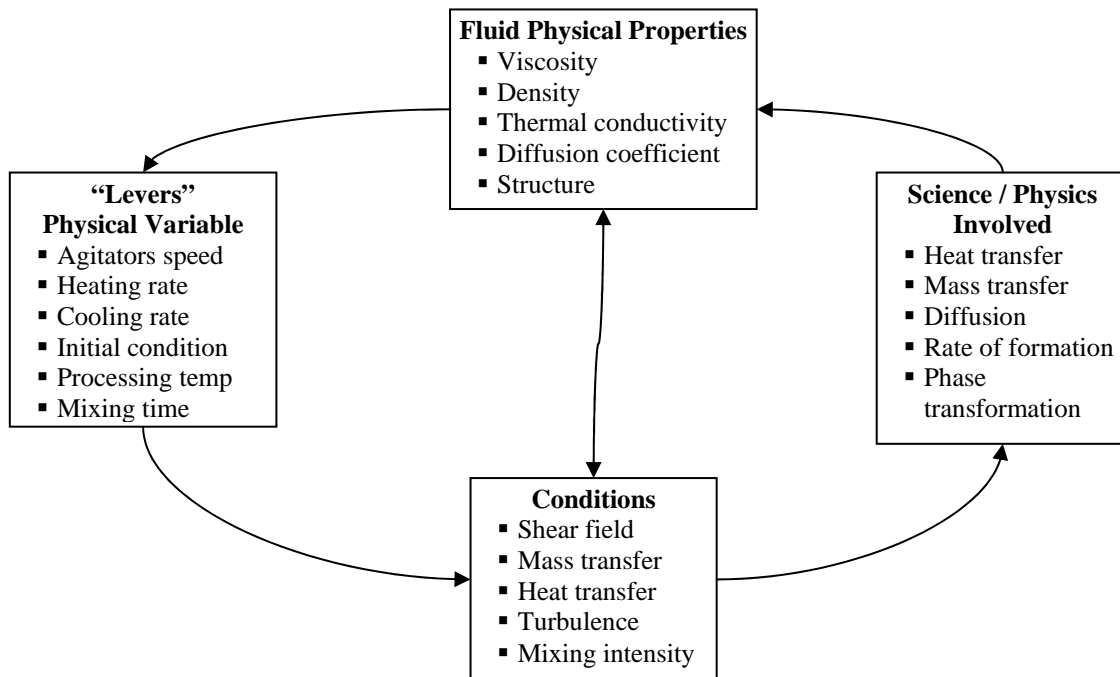 Fluid Physical Properties
▪ Viscosity
▪ Density
▪ Thermal conductivity
▪ Diffusion coefficient
▪ Structure
“Levers”
Physical Variable
▪ Agitators speed
▪ Heating rate
▪ Cooling rate
▪ Initial condition
▪ Processing temp
▪ Mixing time
Science / Physics
Involved
▪ Heat transfer
▪ Mass transfer
▪ Diffusion
▪ Rate of formation
▪ Phase
transformation
Conditions
▪ Shear field
▪ Mass transfer
▪ Heat transfer
▪ Turbulence
▪ Mixing intensity